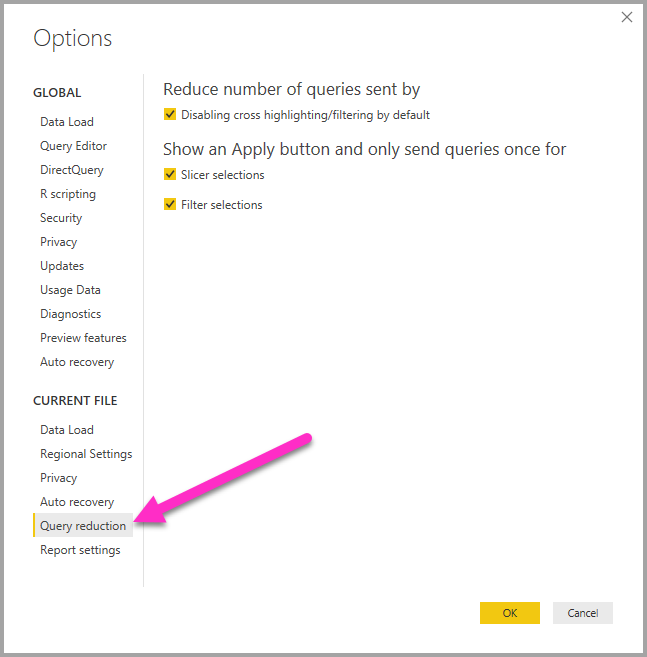 Options
GLOBAL
Data Load
Query Editor
DirectQuery
R scripting
Security
Privacy
Updates
Usage Data
Diagnostics
Preview features
Auto recovery
CURRENT FILE
Data Load
Regional Settings
Privacy
Auto recovery
Query reduction
Report settings
Reduce number of queries sent by
Disabling cross highlighting/filtering by default
Show an Apply button and only send queries once for
Slicer selections
Filter selections
OK
Cancel